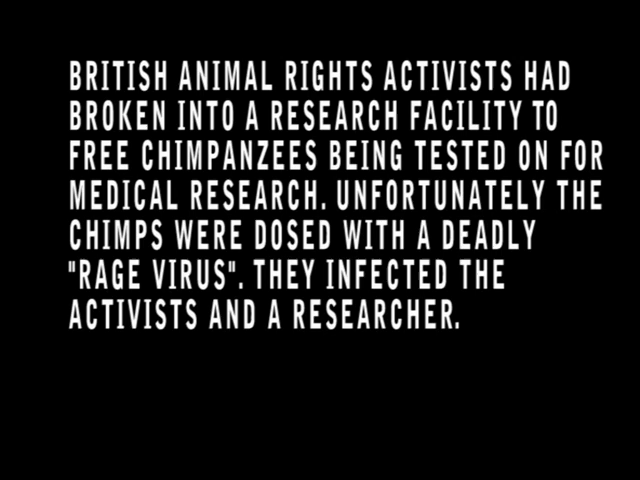 BRITISH ANIMAL RIGHTS ACTIVISTS HAD
BROKEN INTO A RESEARCH FACILITY TO
FREE CHIMPANZEES BEING TESTED ON FOR
MEDICAL RESEARCH. UNFORTUNATELY THE
CHIMPS WERE DOSED WITH A DEADLY
"RAGE VIRUS". THEY INFECTED THE
ACTIVISTS AND A RESEARCHER.